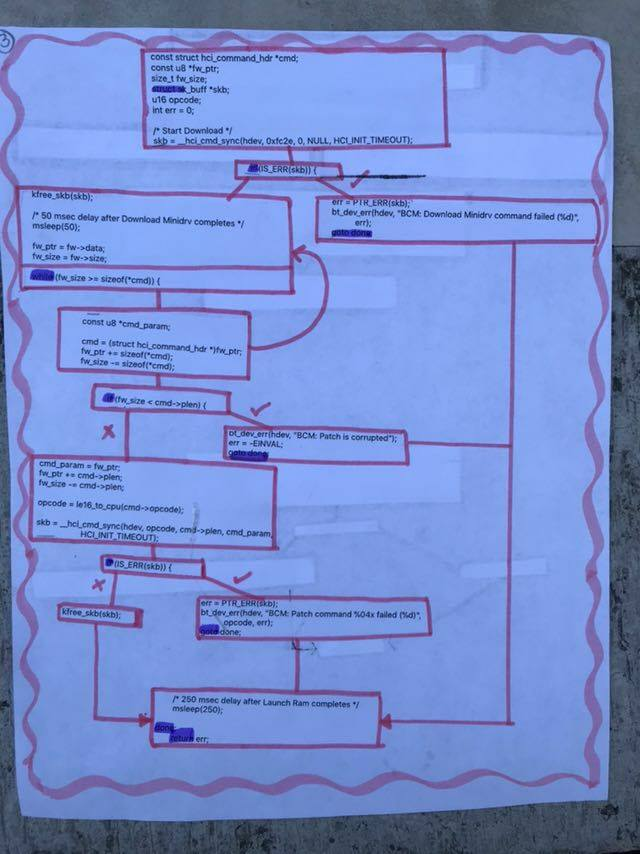 3
const struct hci_command_hdr *cmd;
const u8 *fw_ptr;
size_t fw_size;
struct sk_buff *skb;
u16 opcode;
int err = 0;
/* Start Download */
skb = __hci_cmd_sync(hdev, 0xfc2e, 0, NULL, HCI_INIT_TIMEOUT);
if (IS_ERR(skb)) {
kfree_skb(skb);
/* 50 msec delay after Download Minidrv completes */
msleep(50);
fw_ptr = fw->data;
fw_size = fw->size;
while (fw_size >= sizeof(*cmd)) {
err = PTR_ERR(skb);
bt_dev_err(hdev, "BCM: Download Minidrv command failed (%d)",
err);
goto done
const u8 *cmd_param;
cmd = (struct hci_command_hdr *)fw_ptr;
fw_ptr += sizeof(*cmd);
fw_size -= sizeof(*cmd);
if (fw_size < cmd->plen) {
bt_dev_err(hdev, "BCM: Patch is corrupted");
err = -EINVAL;
goto done;
cmd_param = fw_ptr;
fw_ptr += cmd->plen;
fw_size -= cmd->plen;
opcode = le16_to_cpu(cmd->opcode);
skb = __hci_cmd_sync(hdev, opcode, cmd->plen, cmd_param,
HCI_INIT_TIMEOUT);
if (IS_ERR(skb)) {
kfree_skb(skb);
err = PTR_ERR(skb);
bt_dev_err(hdev, "BCM: Patch command %04x failed (%d)",
opcode, err);
goto done;
/* 250 msec delay after Launch Ram completes */
msleep(250);
done:
return err;